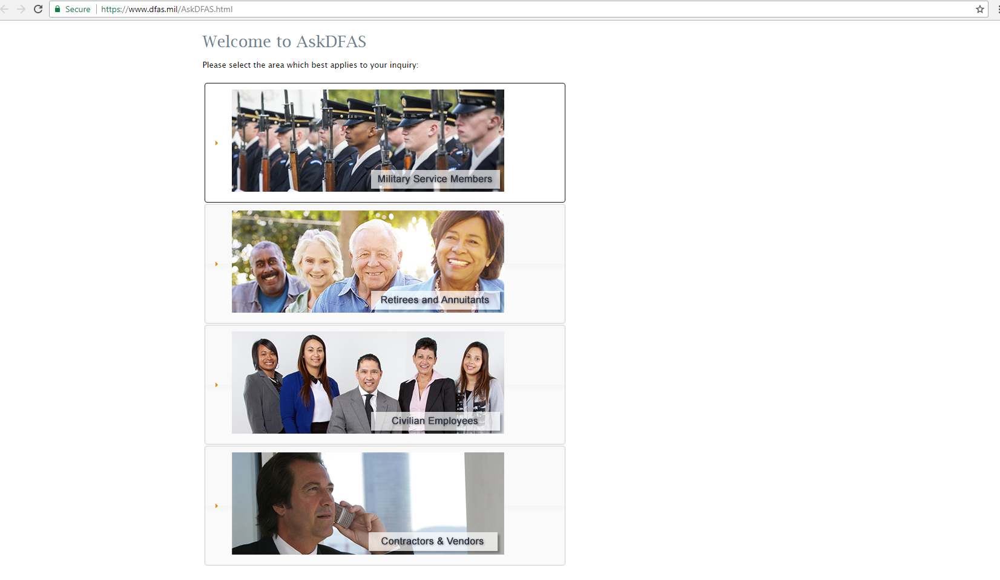 Secure https://www.dfas.mil/AskDFAS.html
Welcome to AskDFAS
Please select the area which best applies to your inquiry:
Military Service Members
Retirees and Annuitants
Civilian Employees
Contractors & Vendors